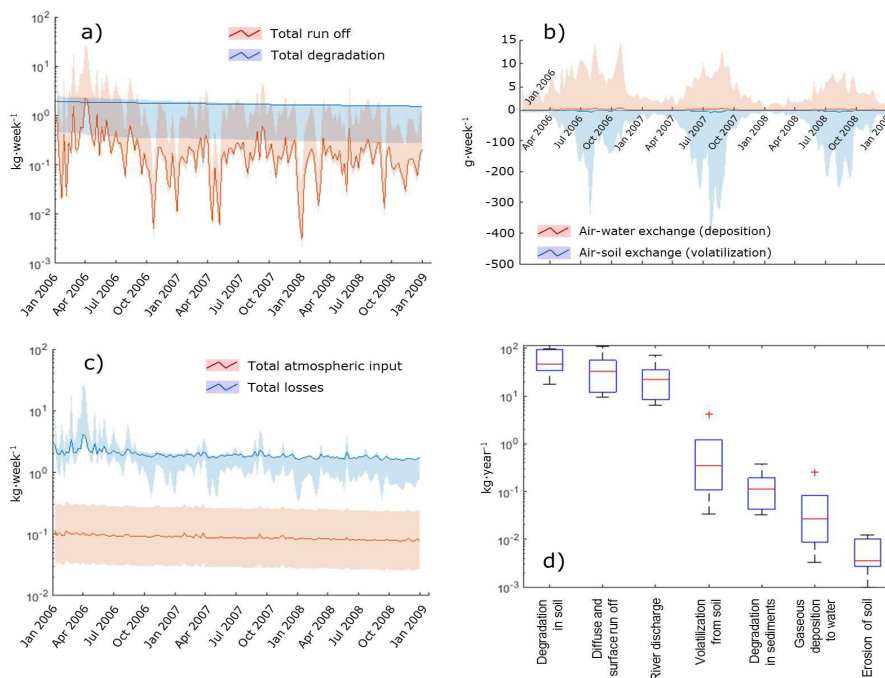 a)
Total run off
Total degradation
kg·week⁻¹
10²
10¹
10⁰
10⁻¹
10⁻²
10⁻³
Jan 2006
Apr 2006
Jul 2006
Oct 2006
Jan 2007
Apr 2007
Jul 2007
Oct 2007
Jan 2008
Apr 2008
Jul 2008
Oct 2008
Jan 2009
b)
g·week⁻¹
15
10
5
0
-100
-200
-300
-400
-500
Jan 2006
Apr 2006
Jul 2006
Oct 2006
Jan 2007
Apr 2007
Jul 2007
Oct 2007
Jan 2008
Apr 2008
Jul 2008
Oct 2008
Air-water exchange (deposition)
Air-soil exchange (volatilization)
c)
Total atmospheric input
Total losses
kg·week⁻¹
10²
10¹
10⁰
10⁻¹
10⁻²
Jan 2006
Apr 2006
Jul 2006
Oct 2006
Jan 2007
Apr 2007
Jul 2007
Oct 2007
Jan 2008
Apr 2008
Jul 2008
Oct 2008
Jan 2009
d)
kg·year⁻¹
10²
10¹
10⁰
10⁻¹
10⁻²
10⁻³
Degradation
in soil
Diffuse and
surface run off
River discharge
Volatilization
from soil
Degradation
in sediments
Gaseous
deposition
to water
Erosion of soil